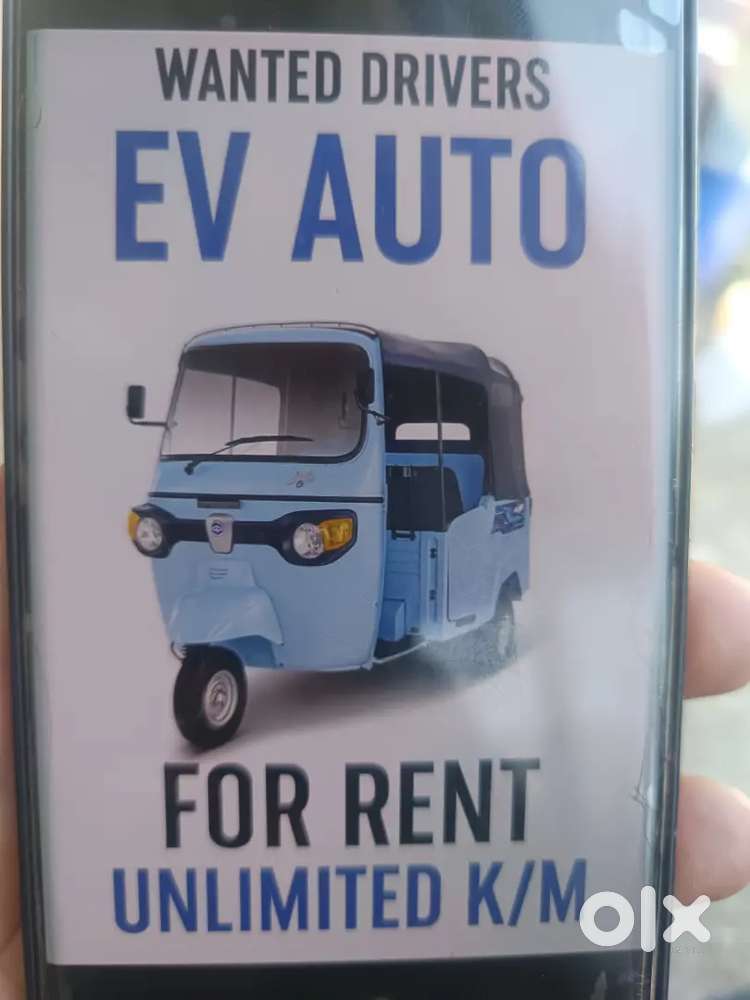 WANTED DRIVERS
EV AUTO
FOR RENT
UNLIMITED K/M
olx